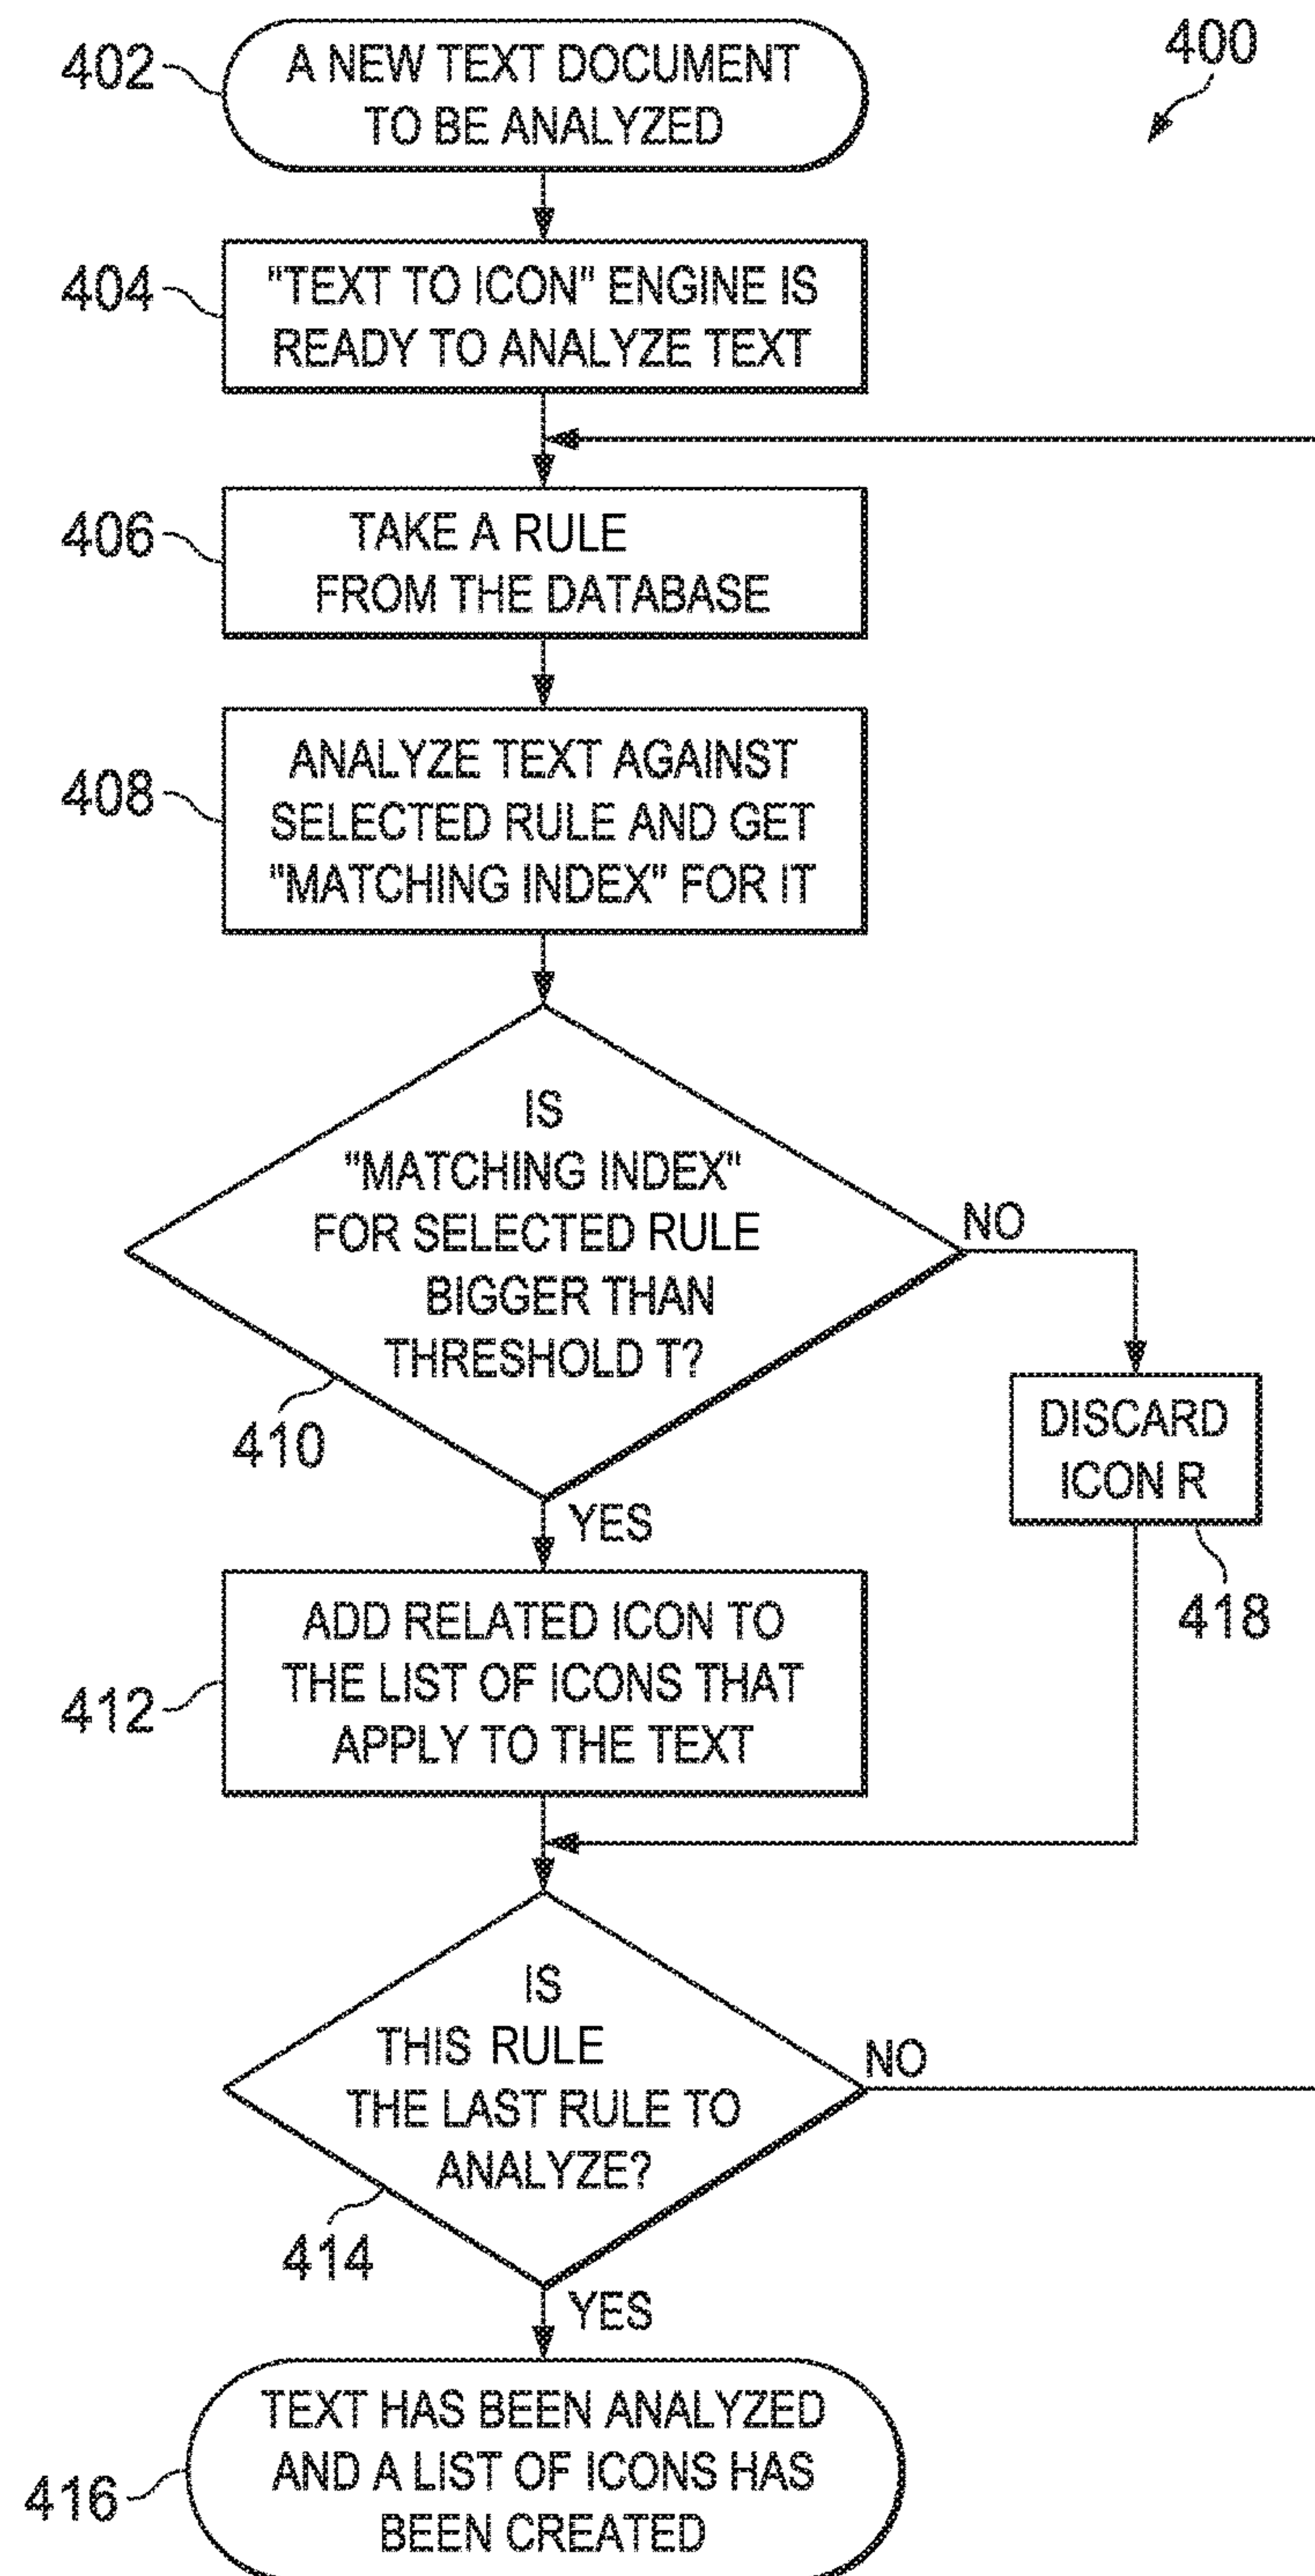 400
402
A NEW TEXT DOCUMENT
TO BE ANALYZED
404
"TEXT TO ICON" ENGINE IS
READY TO ANALYZE TEXT
406
TAKE A RULE
FROM THE DATABASE
408
ANALYZE TEXT AGAINST
SELECTED RULE AND GET
"MATCHING INDEX" FOR IT
IS
"MATCHING INDEX"
FOR SELECTED RULE
BIGGER THAN
THRESHOLD T?
410
NO
DISCARD
ICON R
418
YES
412
ADD RELATED ICON TO
THE LIST OF ICONS THAT
APPLY TO THE TEXT
IS
THIS RULE
THE LAST RULE TO
ANALYZE?
414
NO
YES
416
TEXT HAS BEEN ANALYZED
AND A LIST OF ICONS HAS
BEEN CREATED